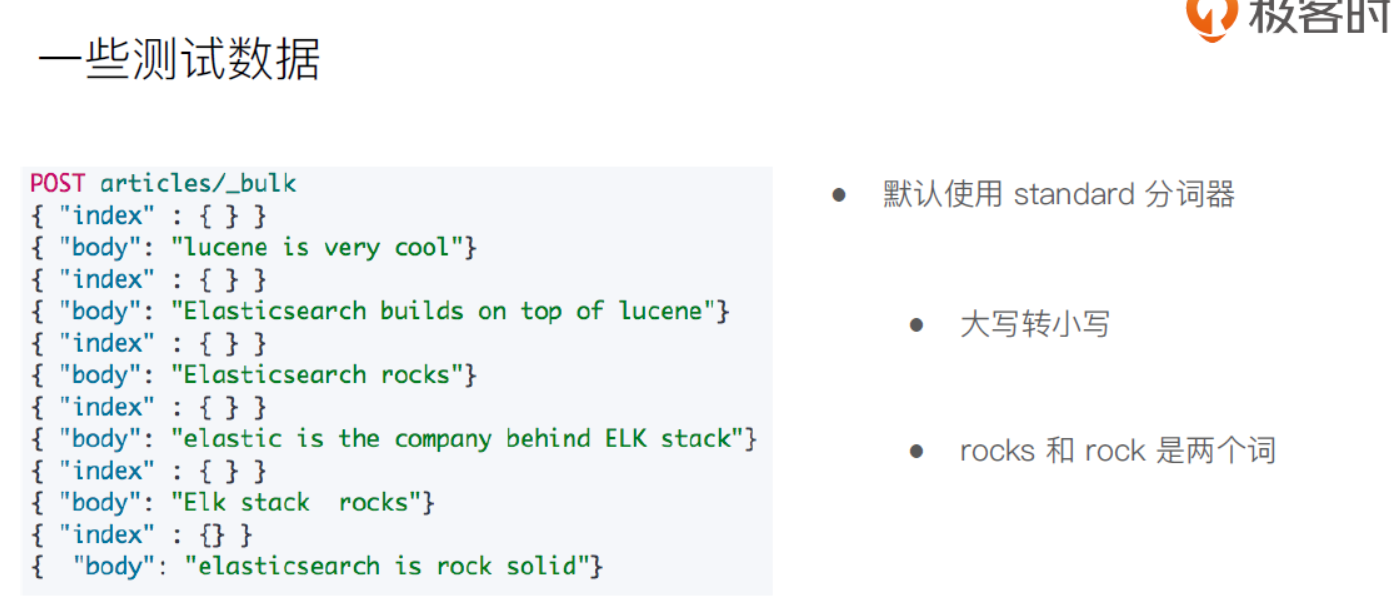 极客时
一些测试数据
POST articles/_bulk
{ "index" : { } }
{ "body": "lucene is very cool"}
{ "index" : { } }
{ "body": "Elasticsearch builds on top of lucene"}
{ "index" : { } }
{ "body": "Elasticsearch rocks"}
{ "index" : { } }
{ "body": "elastic is the company behind ELK stack"}
{ "index" : { } }
{ "body": "Elk stack  rocks"}
{ "index" : {} }
{  "body": "elasticsearch is rock solid"}
● 默认使用 standard 分词器
● 大写转小写
● rocks 和 rock 是两个词